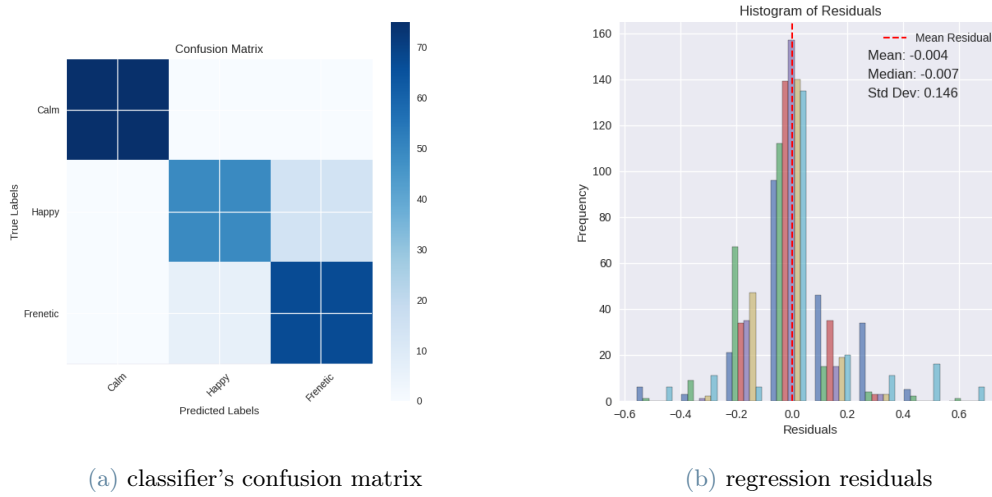 Confusion Matrix
True Labels
Calm
Happy
Frenetic
Calm
Happy
Frenetic
Predicted Labels
70
60
50
40
30
20
10
0
(a) classifier's confusion matrix
Histogram of Residuals
Mean Residual
Mean: -0.004
Median: -0.007
Std Dev: 0.146
Frequency
160
140
120
100
80
60
40
20
0
−0.6 −0.4 −0.2 0.0 0.2 0.4 0.6
Residuals
(b) regression residuals